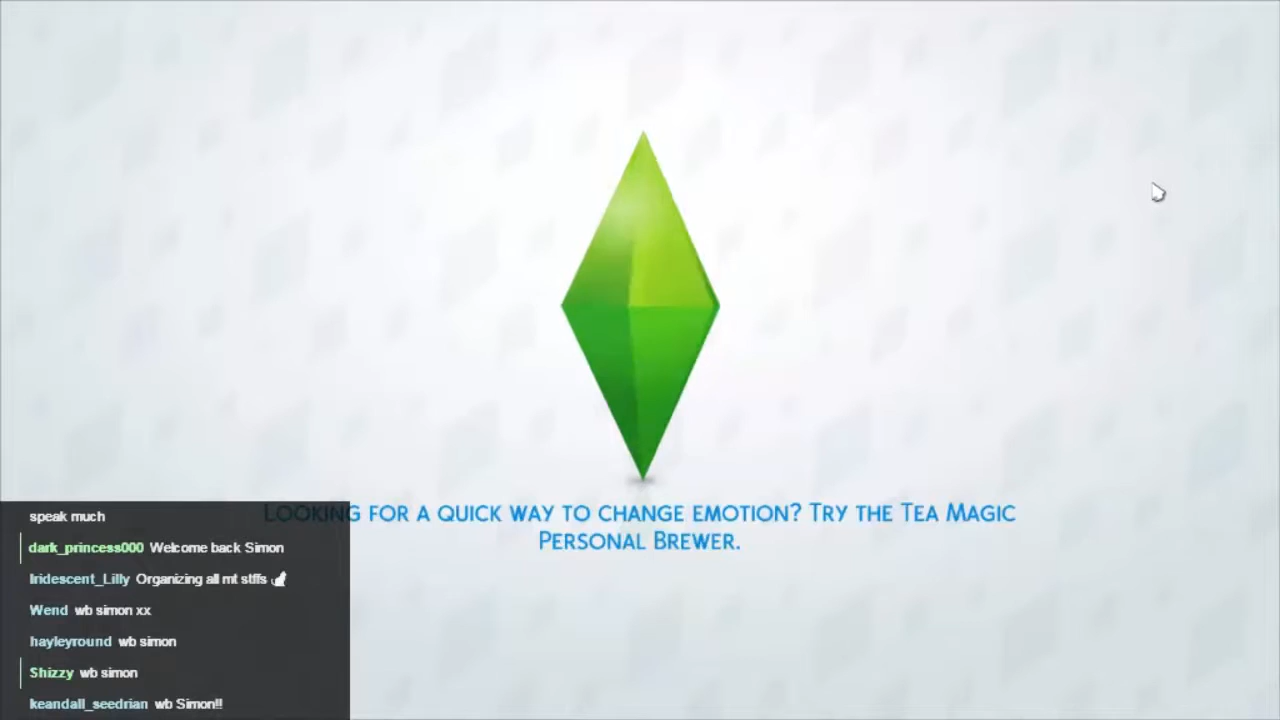 LOOKING FOR A QUICK WAY TO CHANGE EMOTION? TRY THE TEA MAGIC
PERSONAL BREWER.
speak much
dark_princess000 Welcome back Simon
Iridescent_Lilly Organizing all mt stffs
Wend wb simon xx
hayleyround wb simon
Shizzy wb simon
keandall_seedrian wb Simon!!